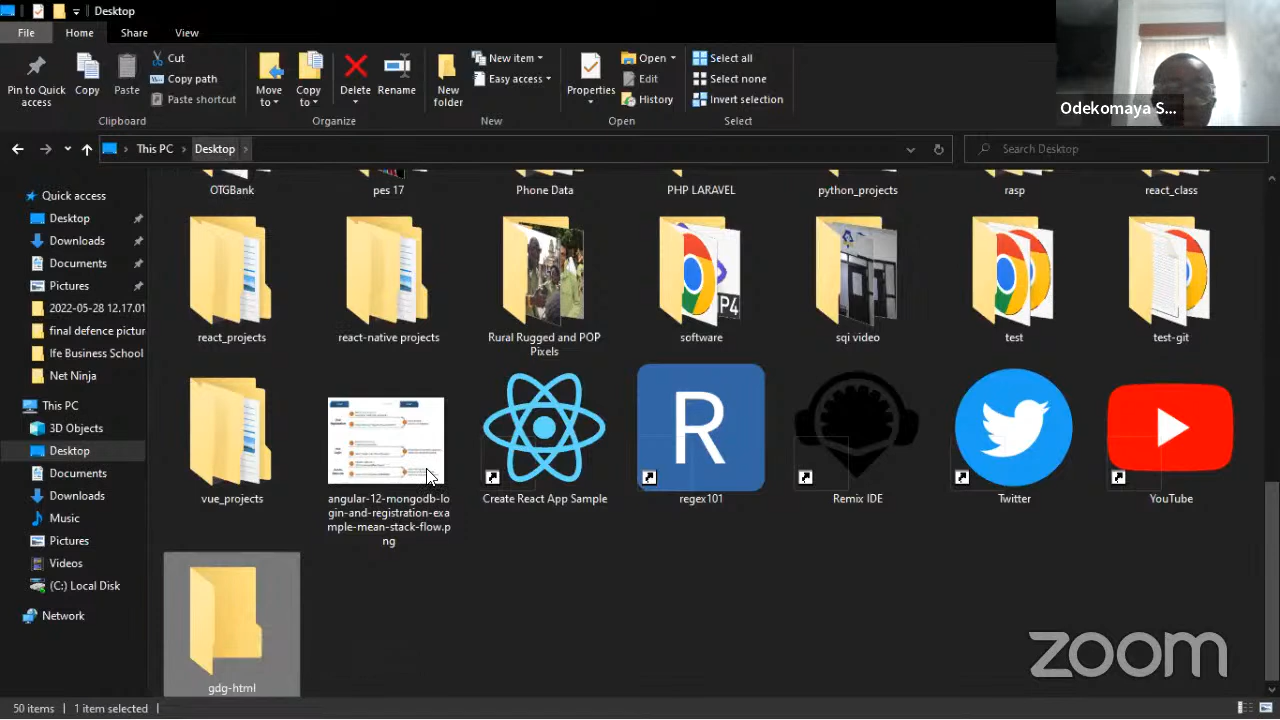 Desktop
File Home Share View
Pin to Quick access
Copy
Paste
Cut
Copy path
Paste shortcut
Clipboard
Move to
Copy to
Delete
Rename
Organize
New folder
New item
Easy access
New
Properties
Open
Edit
History
Open
Select all
Select none
Invert selection
Select
Odekomaya S...
This PC Desktop
Search Desktop
Quick access
Desktop
Downloads
Documents
Pictures
2022-05-28 12.17.01
final defence pictur
Ife Business School
Net Ninja
This PC
3D Objects
Desktop
Documents
Downloads
Music
Pictures
Videos
(C:) Local Disk
Network
OTGBank
pes 17
Phone Data
PHP LARAVEL
python_projects
rasp
react_class
react_projects
react-native projects
Rural Rugged and POP
Pixels
software
P4
sqi video
test
test-git
vue_projects
angular-12-mongodb-lo
gin-and-registration-exa
mple-mean-stack-flow.p
ng
Create React App Sample
R
regex101
Remix IDE
Twitter
YouTube
gdg-html
zoom
50 items 1 item selected